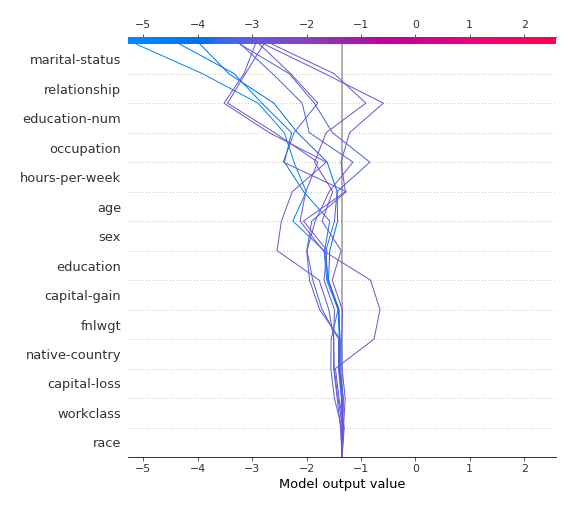 −5 −4 −3 −2 −1 0 1 2
marital-status
relationship
education-num
occupation
hours-per-week
age
sex
education
capital-gain
fnlwgt
native-country
capital-loss
workclass
race
−5 −4 −3 −2 −1 0 1 2
Model output value